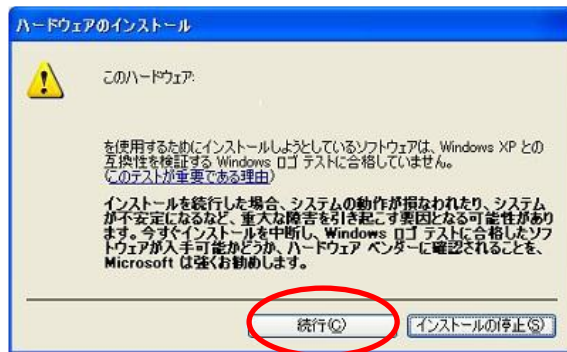 ハードウェアのインストール
このハードウェア:
を使用するためにインストールしようとしているソフトウェアは、Windows XP との
互換性を検証する Windows ロゴ テストに合格していません。
(このテストが重要である理由)
インストールを続行した場合、システムの動作が損なわれたり、システム
が不安定になるなど、重大な障害を引き起こす要因となる可能性があり
ます。今すぐインストールを中断し、Windows ロゴ テストに合格したソフ
トウェアが入手可能かどうか、ハードウェア ベンダーに確認されることを、
Microsoft は強くお勧めします。
続行(C) インストールの停止(S)